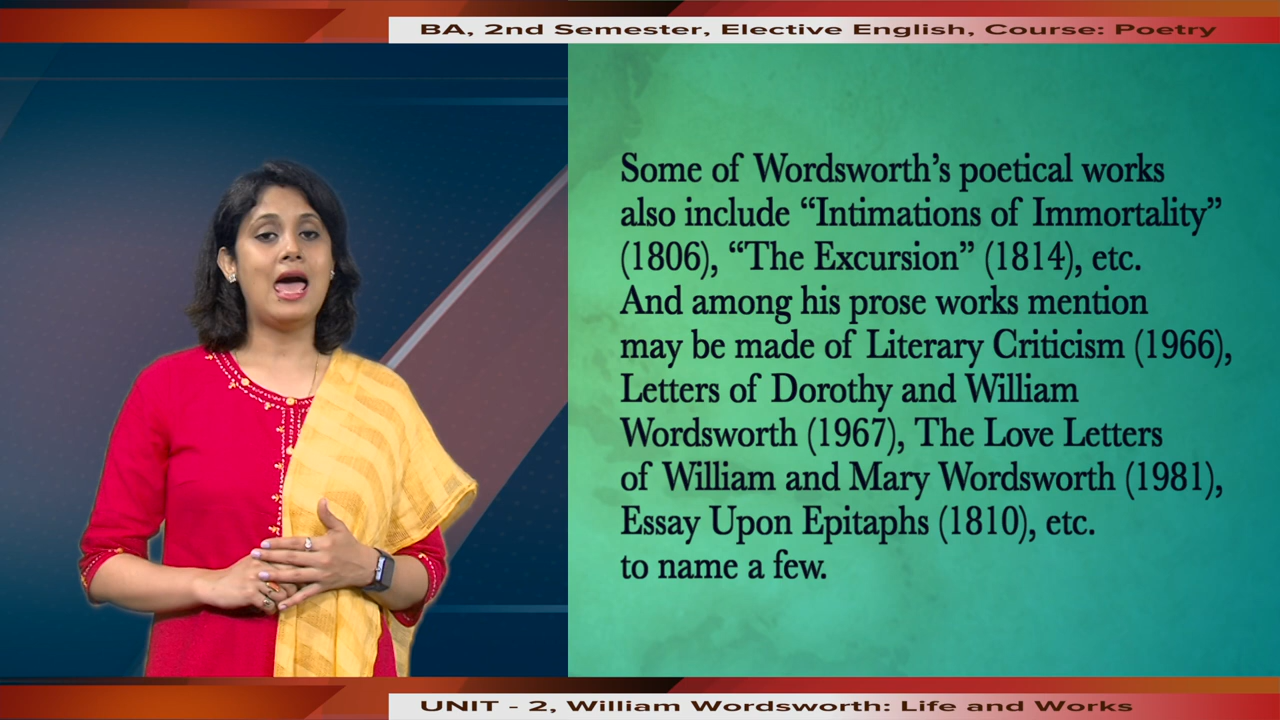 BA, 2nd Semester, Elective English, Course: Poetry
Some of Wordsworth's poetical works
also include “Intimations of Immortality”
(1806), “The Excursion” (1814), etc.
And among his prose works mention
may be made of Literary Criticism (1966),
Letters of Dorothy and William
Wordsworth (1967), The Love Letters
of William and Mary Wordsworth (1981),
Essay Upon Epitaphs (1810), etc.
to name a few.
UNIT - 2, William Wordsworth: Life and Works